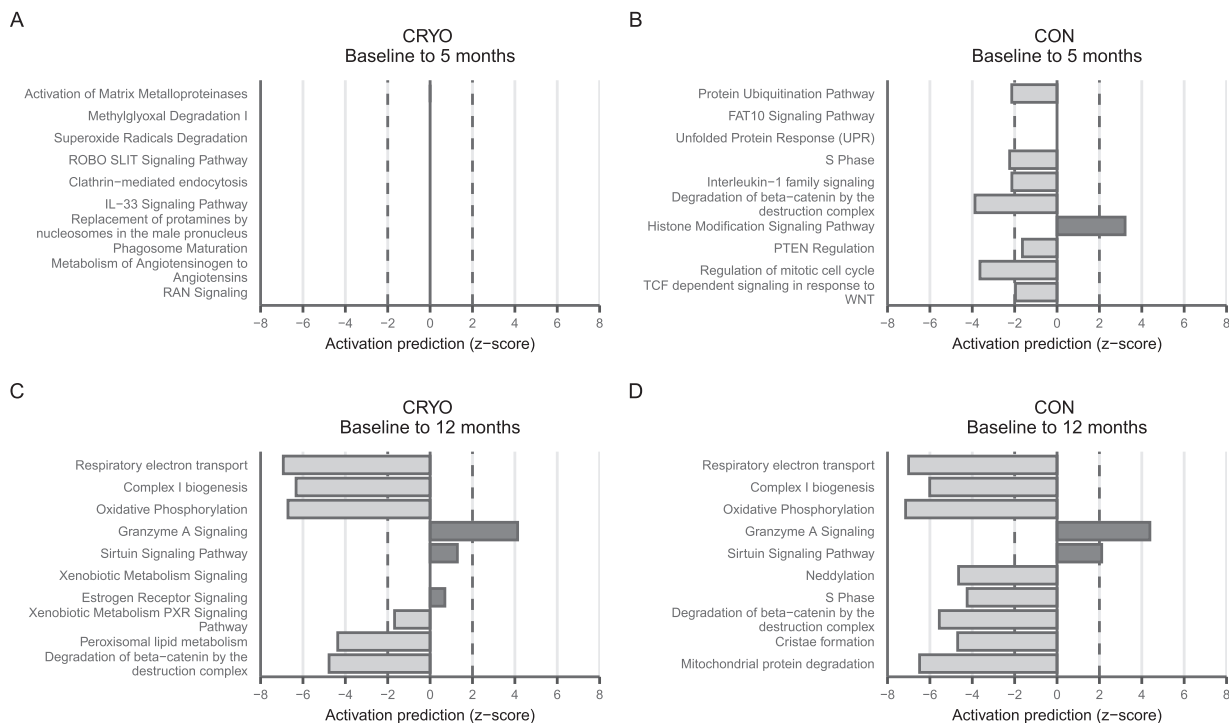 A
CRYO
Baseline to 5 months
Activation of Matrix Metalloproteinases
Methylglyoxal Degradation I
Superoxide Radicals Degradation
ROBO SLIT Signaling Pathway
Clathrin−mediated endocytosis
IL−33 Signaling Pathway
Replacement of protamines by
nucleosomes in the male pronucleus
Phagosome Maturation
Metabolism of Angiotensinogen to
Angiotensins
RAN Signaling
−8 −6 −4 −2 0 2 4 6 8
Activation prediction (z−score)
B
CON
Baseline to 5 months
Protein Ubiquitination Pathway
FAT10 Signaling Pathway
Unfolded Protein Response (UPR)
S Phase
Interleukin−1 family signaling
Degradation of beta−catenin by the
destruction complex
Histone Modification Signaling Pathway
PTEN Regulation
Regulation of mitotic cell cycle
TCF dependent signaling in response to
WNT
−8 −6 −4 −2 0 2 4 6 8
Activation prediction (z−score)
C
CRYO
Baseline to 12 months
Respiratory electron transport
Complex I biogenesis
Oxidative Phosphorylation
Granzyme A Signaling
Sirtuin Signaling Pathway
Xenobiotic Metabolism Signaling
Estrogen Receptor Signaling
Xenobiotic Metabolism PXR Signaling
Pathway
Peroxisomal lipid metabolism
Degradation of beta−catenin by the
destruction complex
−8 −6 −4 −2 0 2 4 6 8
Activation prediction (z−score)
D
CON
Baseline to 12 months
Respiratory electron transport
Complex I biogenesis
Oxidative Phosphorylation
Granzyme A Signaling
Sirtuin Signaling Pathway
Neddylation
S Phase
Degradation of beta−catenin by the
destruction complex
Cristae formation
Mitochondrial protein degradation
−8 −6 −4 −2 0 2 4 6 8
Activation prediction (z−score)